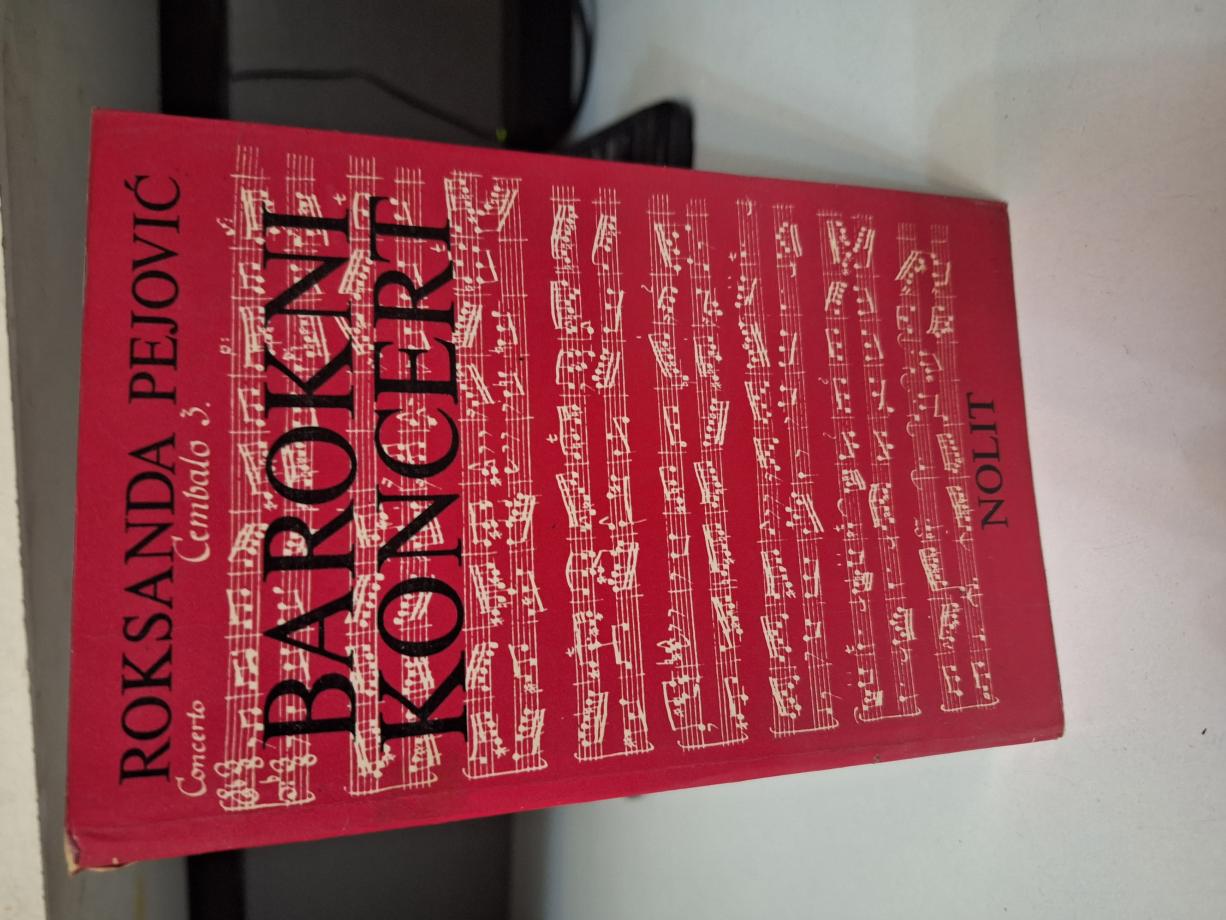 ROKSANDA PEJOVIĆ
Concerto Cembalo 3.
BAROKNI
KONCERT
NOLIT